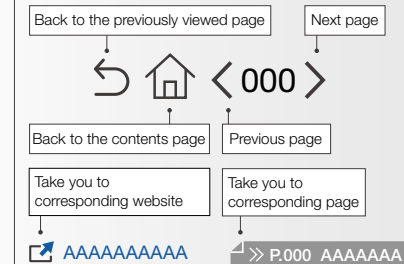 Back to the previously viewed page
Next page
000
Back to the contents page
Previous page
Take you to
corresponding website
Take you to
corresponding page
AAAAAAAAAA
P.000 AAAAAAA